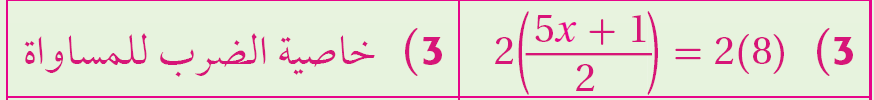 3) 2((5x + 1)/2) = 2(8)
3) خاصية الضرب للمساواة